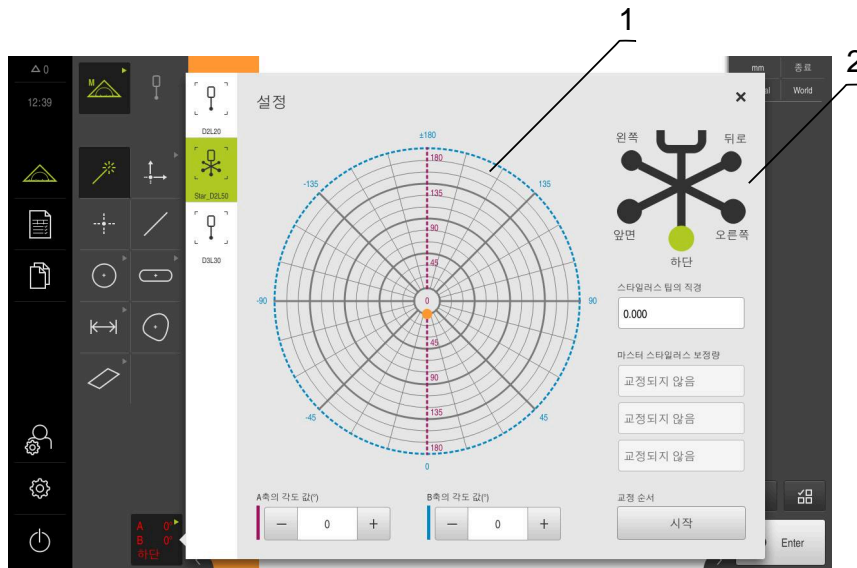 1
2
△ 0
12:39
M
D2L20
Star_D2L50
D3L30
설정
×
±180
180
-135
135
135
90
45
-90
0
90
45
90
-45
135
45
180
0
왼쪽
뒤로
앞면
오른쪽
하단
스타일러스 팁의 직경
0.000
마스터 스타일러스 보정량
교정되지 않음
교정되지 않음
교정되지 않음
A축의 각도 값(°)
B축의 각도 값(°)
교정 순서
− 0 +
− 0 +
시작
mm
종료
al
World
Enter
A 0°
B 0°
하단